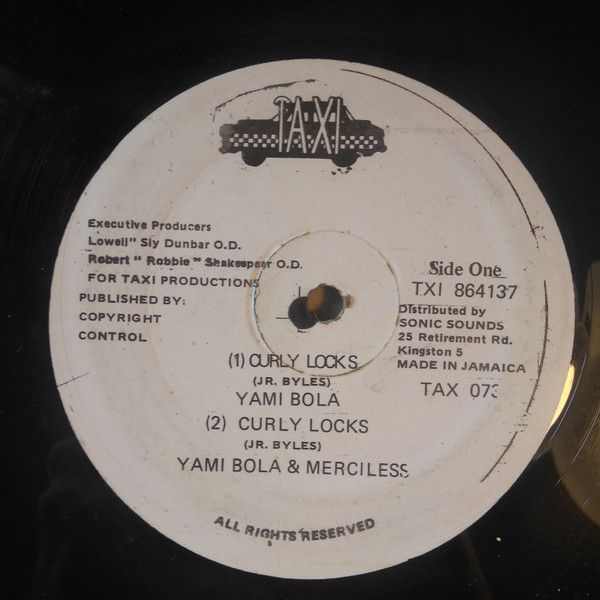 TAXI
Executive Producers
Lowell" Sly Dunbar O.D.
Robert " Robbie " Shakespear O.D.
FOR TAXI PRODUCTIONS
PUBLISHED BY:
COPYRIGHT
CONTROL
Side One
TXI 864137
Distributed by
SONIC SOUNDS
25 Retirement Rd.
Kingston 5
MADE IN JAMAICA
TAX 073
(1) CURLY LOCKS
(JR. BYLES)
YAMI BOLA
(2) CURLY LOCKS
(JR. BYLES)
YAMI BOLA & MERCILESS
ALL RIGHTS RESERVED